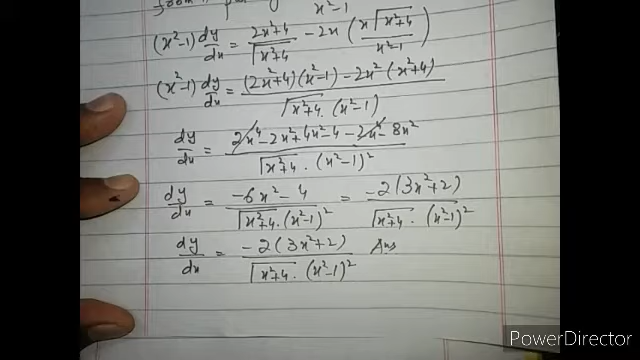 x²-1
(x²-1) dy/dx = (2x²+4)/√(x²+4) - 2x (x√(x²+4)/(x²-1))
(x²-1) dy/dx = ((2x²+4)(x²-1) - 2x²(x²+4))/(√(x²+4) · (x²-1))
dy/dx = (2x⁴ - 2x² + 4x² - 4 - 2x⁴ - 8x²)/(√(x²+4) · (x²-1)²)
dy/dx = (-6x² - 4)/(√(x²+4) · (x²-1)²) = (-2(3x²+2))/(√(x²+4) · (x²-1)²)
dy/dx = (-2(3x²+2))/(√(x²+4) · (x²-1)²) Ans
PowerDirector